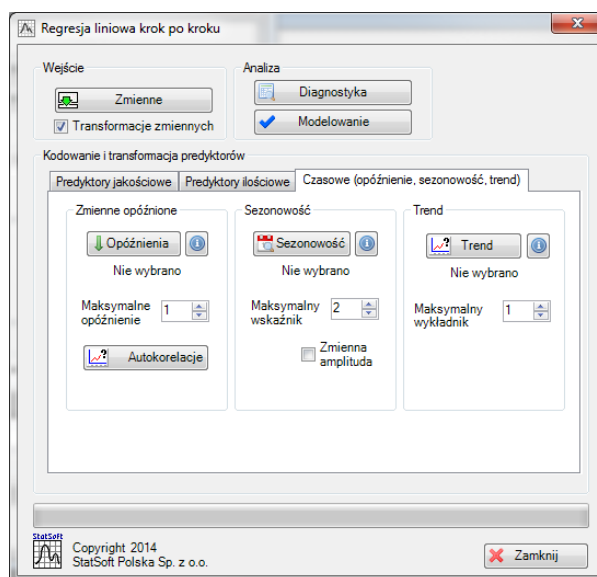 Regresja liniowa krok po kroku
Wejście
Zmienne
Transformacje zmiennych
Analiza
Diagnostyka
Modelowanie
Kodowanie i transformacja predyktorów
Predyktory jakościowe
Predyktory ilościowe
Czasowe (opóźnienie, sezonowość, trend)
Zmienne opóźnione
Opóźnienia
Nie wybrano
Maksymalne
opóźnienie
1
Autokorelacje
Sezonowość
Sezonowość
Nie wybrano
Maksymalny
wskaźnik
2
Zmienna
amplituda
Trend
Trend
Nie wybrano
Maksymalny
wykładnik
1
StatSoft
Copyright 2014
StatSoft Polska Sp. z o.o.
Zamknij